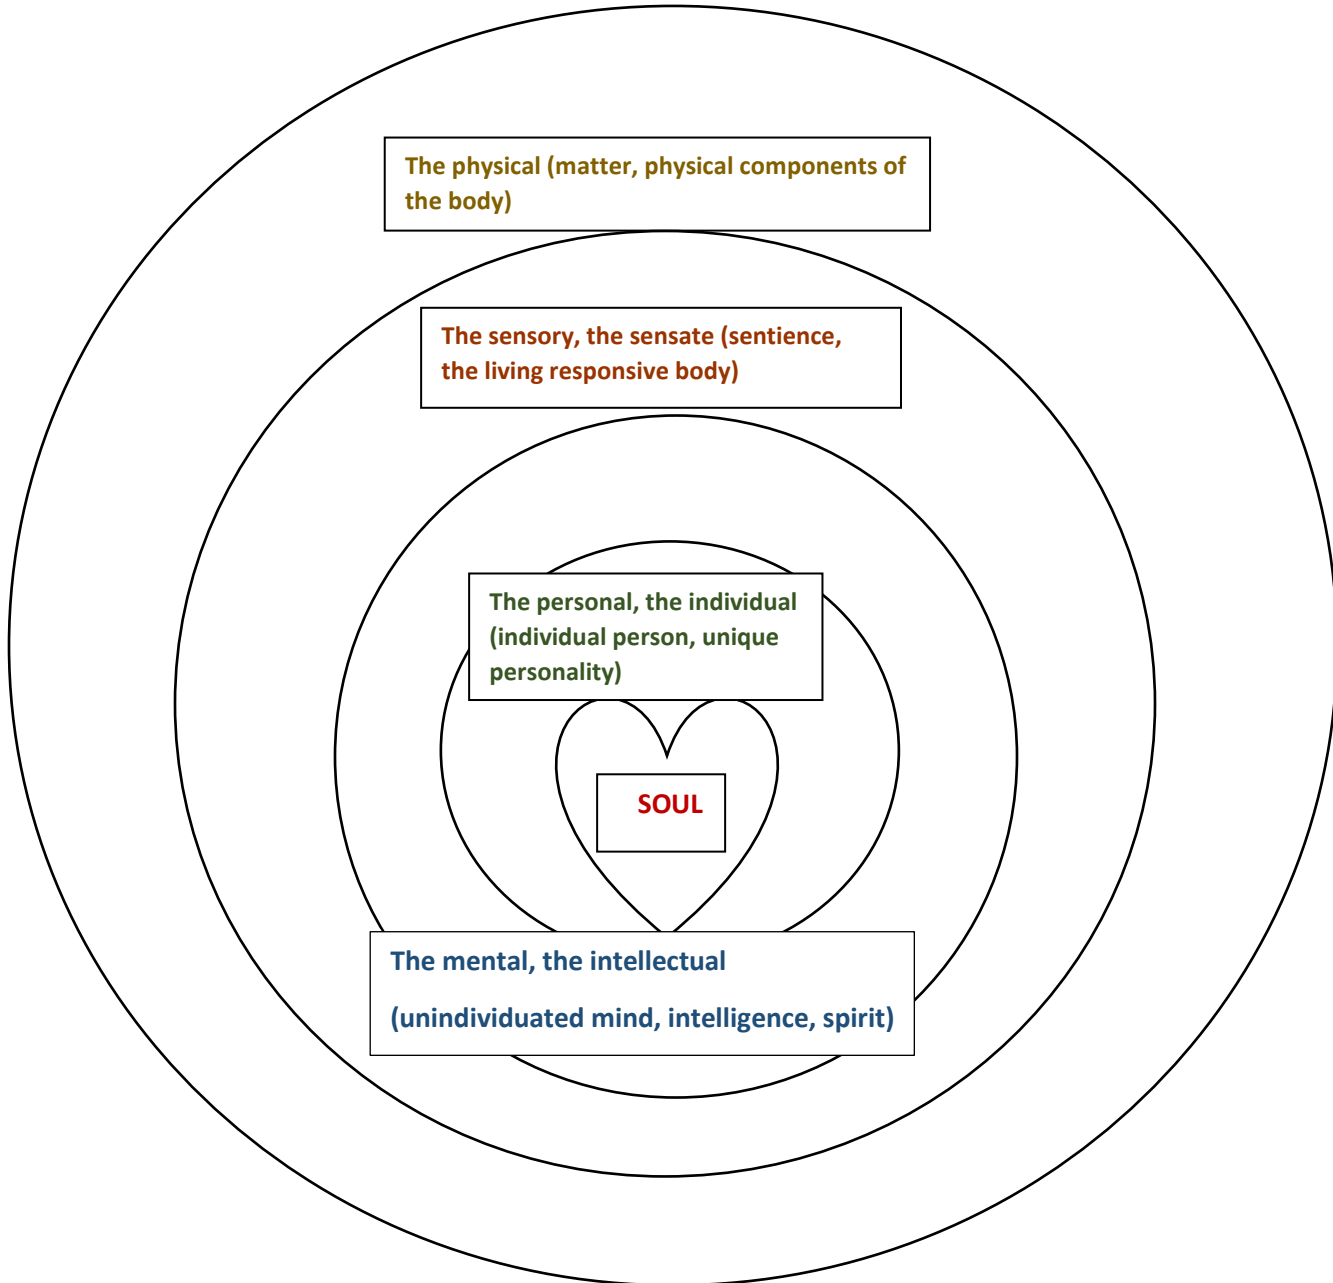 The physical (matter, physical components of
the body)
The sensory, the sensate (sentience,
the living responsive body)
The personal, the individual
(individual person, unique
personality)
SOUL
The mental, the intellectual
(unindividuated mind, intelligence, spirit)